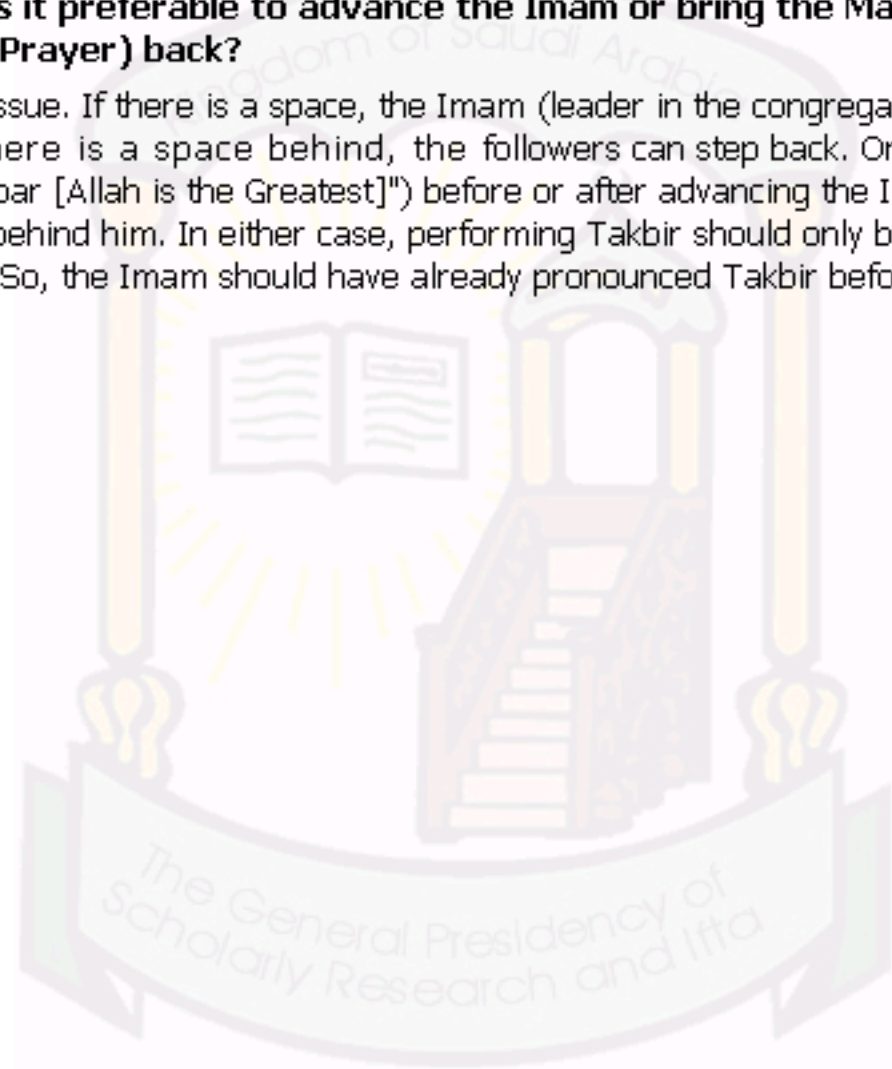 s it preferable to advance the Imam or bring the Ma
Prayer) back?
ssue. If there is a space, the Imam (leader in the congrega
here is a space behind, the followers can step back. Or
bar [Allah is the Greatest]") before or after advancing the I
behind him. In either case, performing Takbir should only b
So, the Imam should have already pronounced Takbir befo
Kingdom of Saudi Arabia
The General Presidency of
Scholarly Research and Ifta